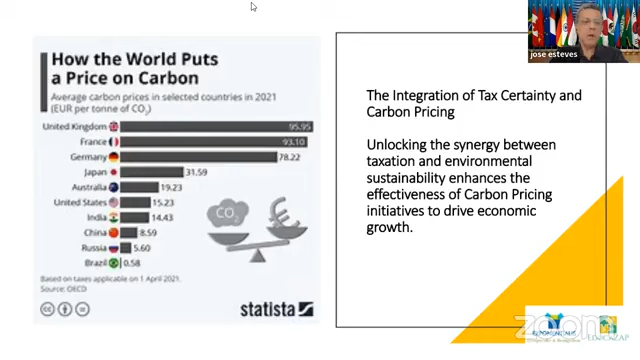 How the World Puts
a Price on Carbon
Average carbon prices in selected countries in 2021
(EUR per tonne of CO₂)
United Kingdom 95.95
France 93.10
Germany 78.22
Japan 31.59
Australia 19.23
United States 15.23
India 14.43
China 8.59
Russia 5.60
Brazil 0.58
CO₂
€
Based on taxes applicable on 1 April 2021.
Source: OECD
statista
jose esteves
The Integration of Tax Certainty and
Carbon Pricing
Unlocking the synergy between
taxation and environmental
sustainability enhances the
effectiveness of Carbon Pricing
initiatives to drive economic
growth.
zoom